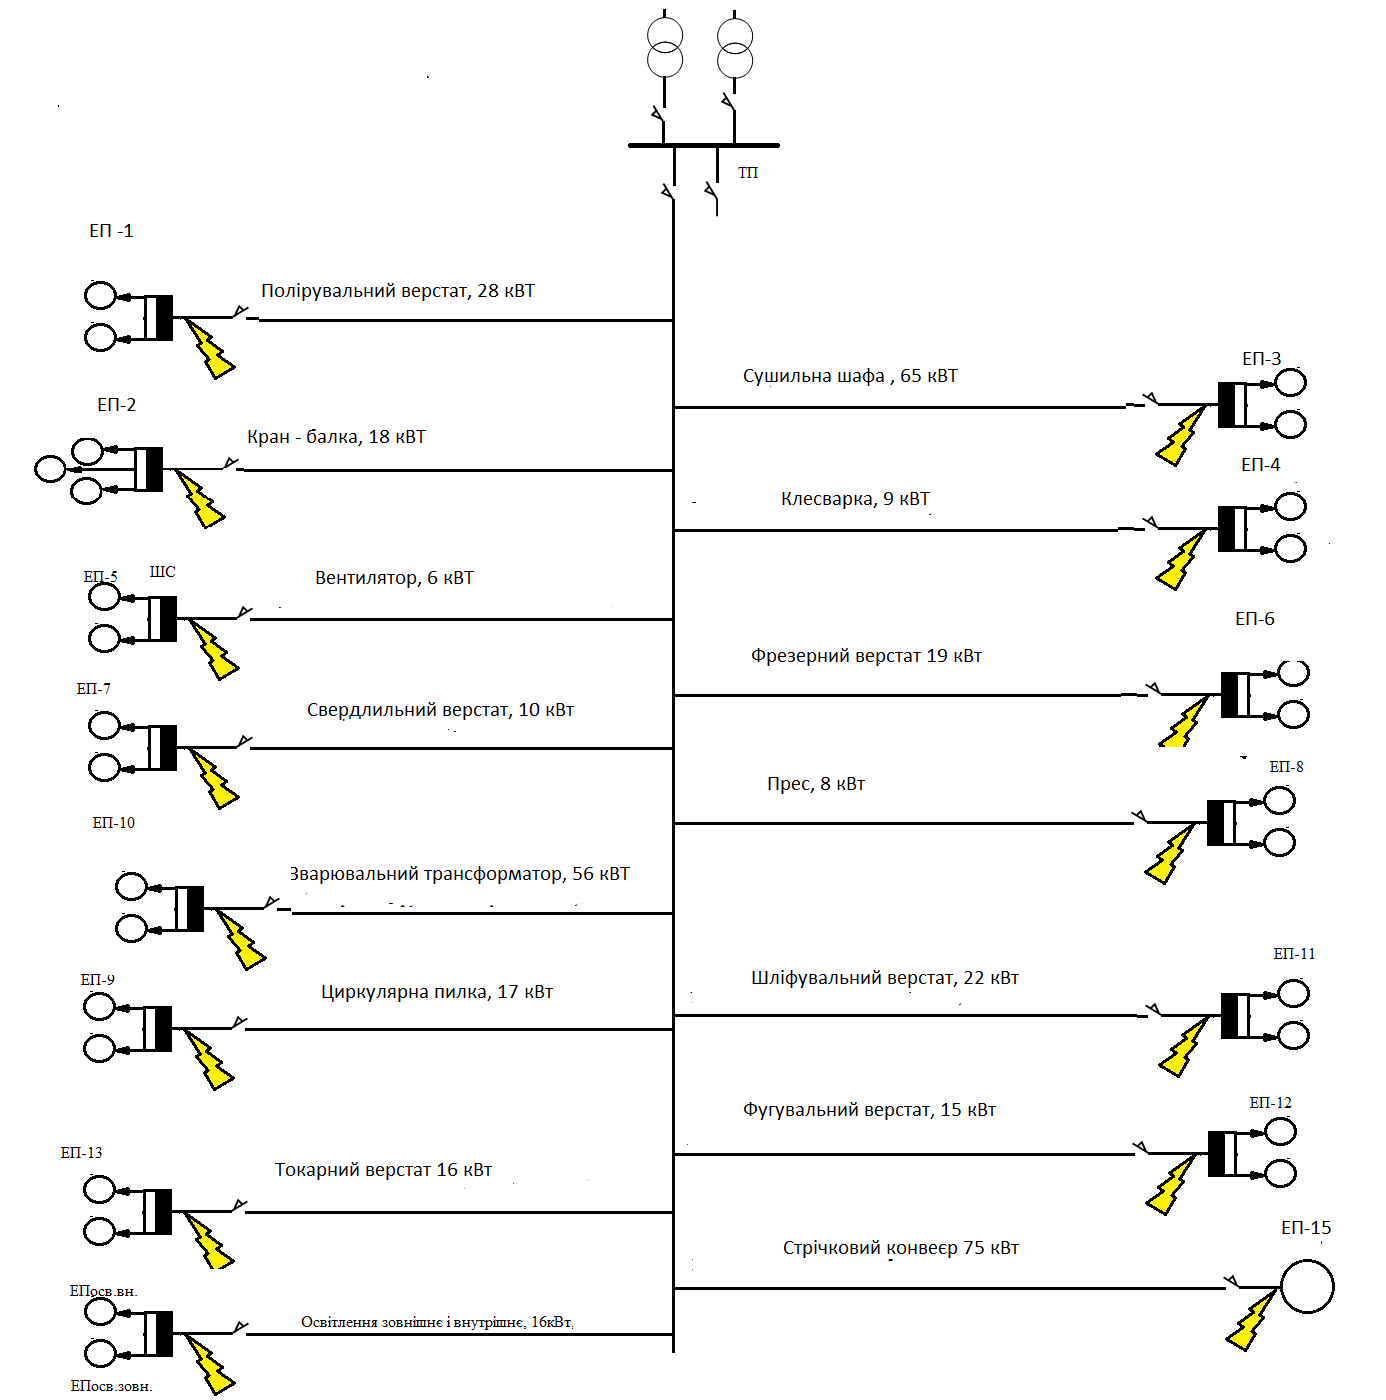 ТП
ЕП -1
Полірувальний верстат, 28 кВТ
ЕП-3
Сушильна шафа , 65 кВТ
ЕП-2
Кран - балка, 18 кВТ
ЕП-4
Клесварка, 9 кВТ
ЕП-5
ШС
Вентилятор, 6 кВТ
ЕП-6
Фрезерний верстат 19 кВт
ЕП-7
Свердлильний верстат, 10 кВт
ЕП-8
Прес, 8 кВт
ЕП-10
Зварювальний трансформатор, 56 кВТ
ЕП-11
Шліфувальний верстат, 22 кВт
ЕП-9
Циркулярна пилка, 17 кВт
ЕП-12
Фугувальний верстат, 15 кВт
ЕП-13
Токарний верстат 16 кВт
ЕП-15
Стрічковий конвеєр 75 кВт
ЕПосв.вн.
Освітлення зовнішнє і внутрішнє, 16кВт,
ЕПосв.зовн.